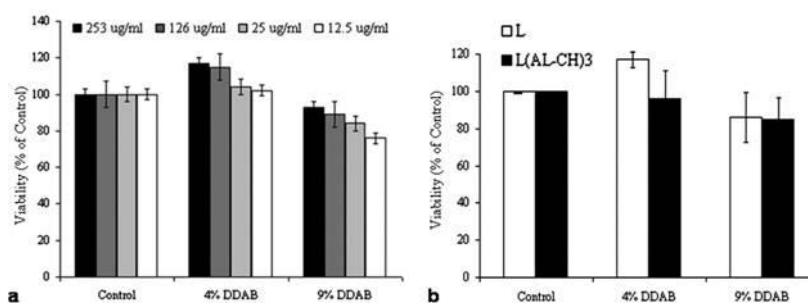 253 ug/ml 126 ug/ml 25 ug/ml 12.5 ug/ml
Viability (% of Control)
140
120
100
80
60
40
20
0
Control 4% DDAB 9% DDAB
a
L
L(AL-CH)3
Viability (% of Control)
120
100
80
60
40
20
0
Control 4% DDAB 9% DDAB
b